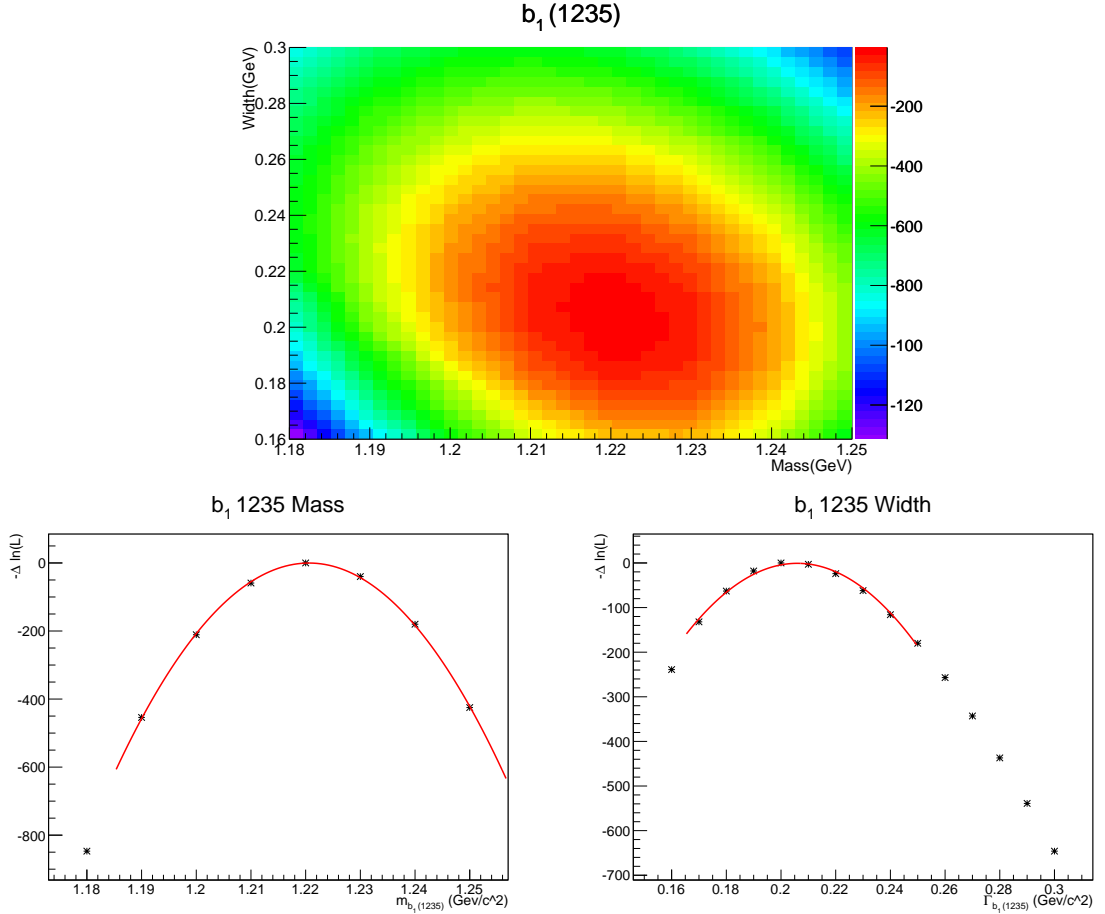 b₁ (1235)
Width(GeV)
0.3
0.28
0.26
0.24
0.22
0.2
0.18
0.16
1.18 1.19 1.2 1.21 1.22 1.23 1.24 1.25
Mass(GeV)
-200
-400
-600
-800
-100
-120
b₁ 1235 Mass
-Δ ln(L)
0
-200
-400
-600
-800
1.18 1.19 1.2 1.21 1.22 1.23 1.24 1.25
m b₁ (1235) (Gev/c^2)
b₁ 1235 Width
-Δ ln(L)
0
-100
-200
-300
-400
-500
-600
-700
0.16 0.18 0.2 0.22 0.24 0.26 0.28 0.3
Γ b₁ (1235) (Gev/c^2)